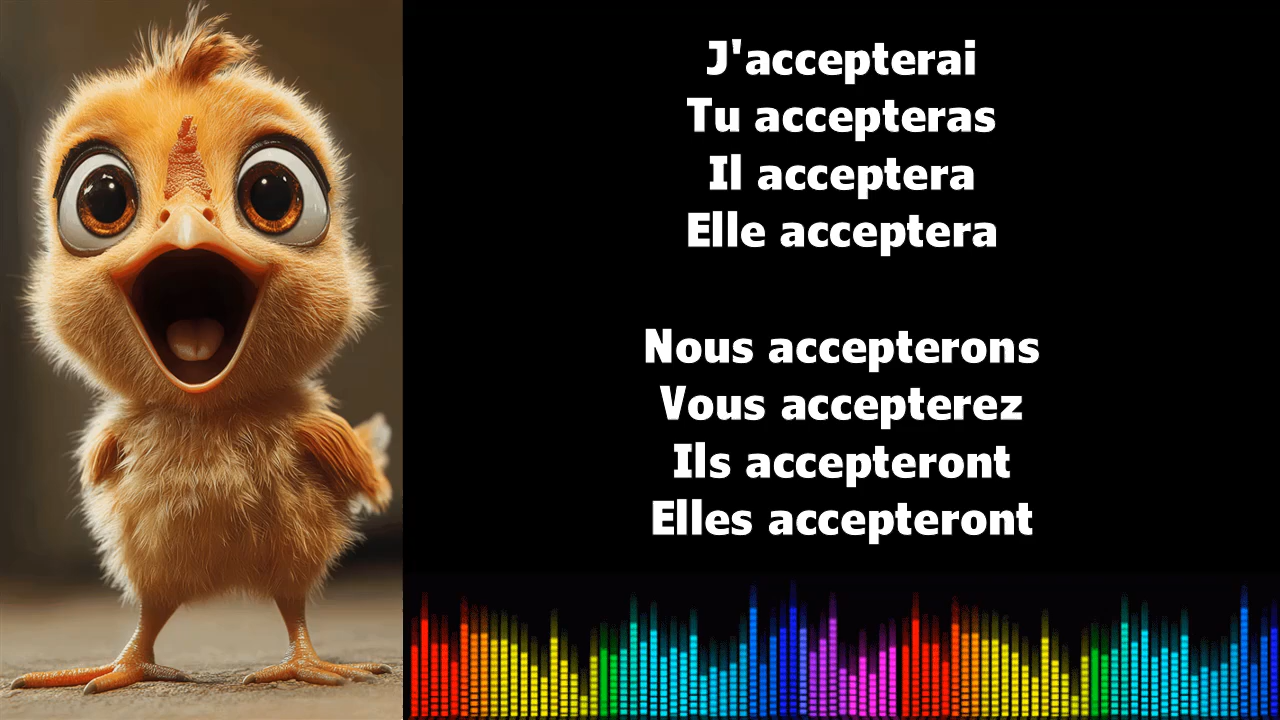 J'accepterai
Tu accepteras
Il acceptera
Elle acceptera
Nous accepterons
Vous accepterez
Ils accepteront
Elles accepteront